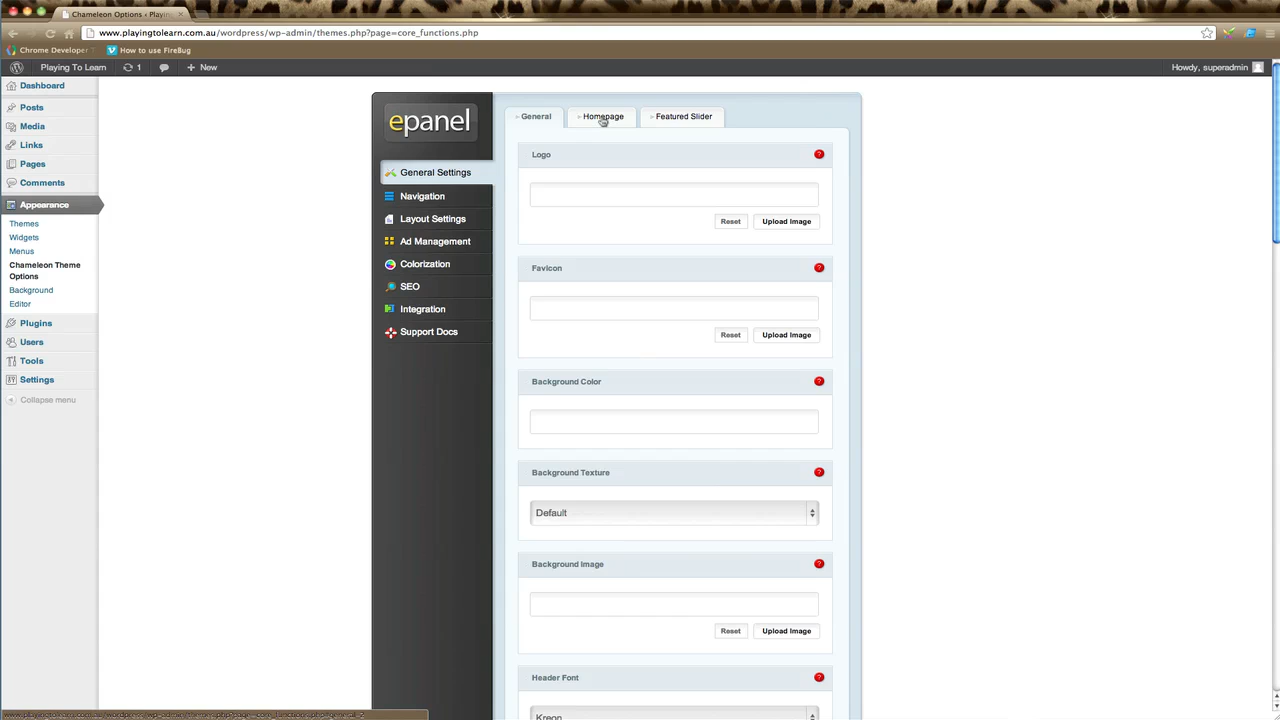 Chameleon Options ‹ Playin
www.playingtolearn.com.au/wordpress/wp-admin/themes.php?page=core_functions.php
Chrome Developer T
How to use FireBug
Playing To Learn
1
+ New
Howdy, superadmin
Dashboard
Posts
Media
Links
Pages
Comments
Appearance
Themes
Widgets
Menus
Chameleon Theme
Options
Background
Editor
Plugins
Users
Tools
Settings
Collapse menu
epanel
General Settings
Navigation
Layout Settings
Ad Management
Colorization
SEO
Integration
Support Docs
General
Homepage
Featured Slider
Logo
?
Reset
Upload Image
Favicon
?
Reset
Upload Image
Background Color
?
Background Texture
?
Default
Background Image
?
Reset
Upload Image
Header Font
?
Kreon